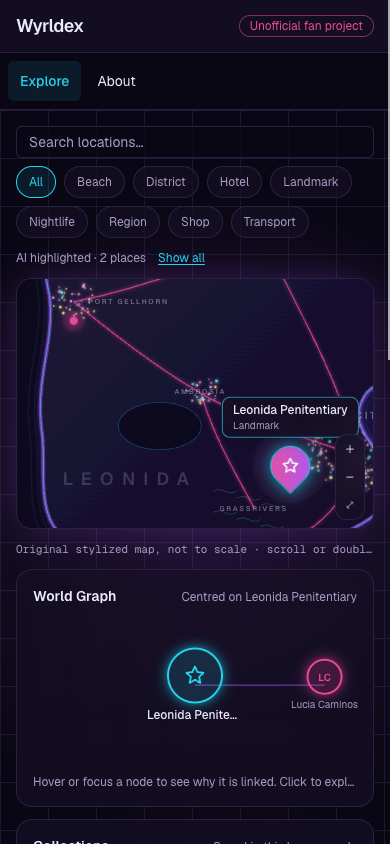 Wyrldex
Unofficial fan project
Explore
About
Search locations…
All
Beach
District
Hotel
Landmark
Nightlife
Region
Shop
Transport
AI highlighted · 2 places
Show all
PORT GELLHORN
AMBROSIA
Leonida Penitentiary
Landmark
LEONIDA
GRASSRIVERS
Original stylized map, not to scale · scroll or doubl…
World Graph
Centred on Leonida Penitentiary
LC
Leonida Penite…
Lucia Caminos
Hover or focus a node to see why it is linked. Click to expl…